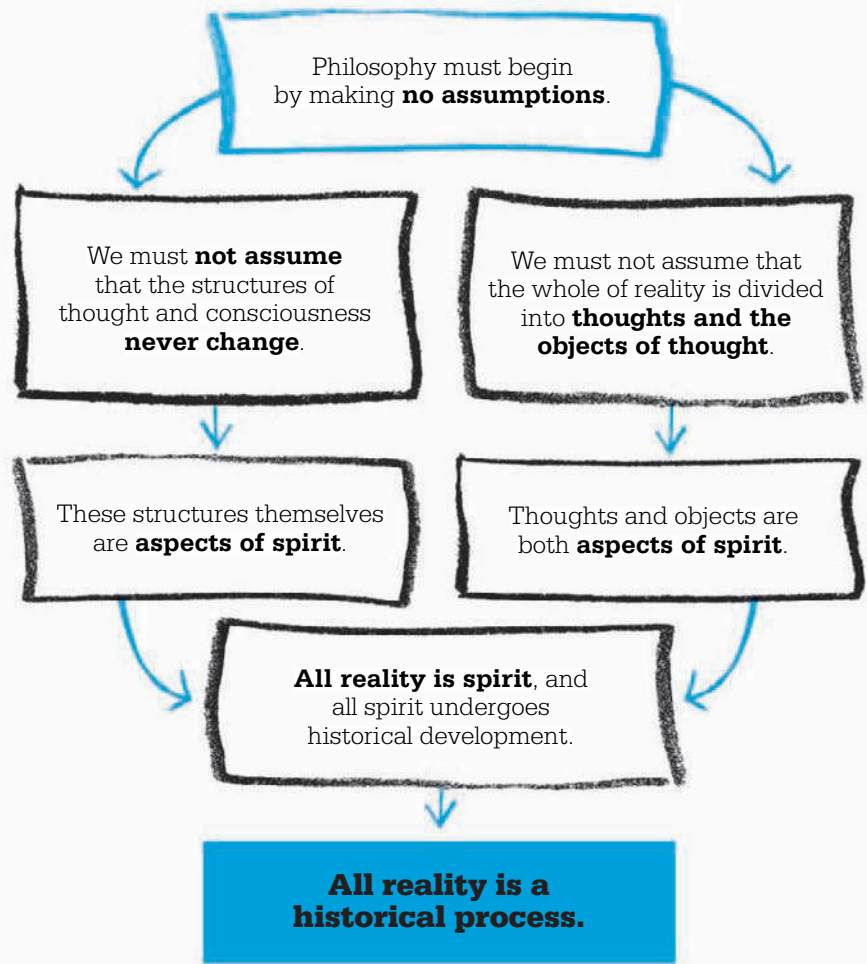 Philosophy must begin
by making no assumptions.
We must not assume
that the structures of
thought and consciousness
never change.
We must not assume that
the whole of reality is divided
into thoughts and the
objects of thought.
These structures themselves
are aspects of spirit.
Thoughts and objects are
both aspects of spirit.
All reality is spirit, and
all spirit undergoes
historical development.
All reality is a
historical process.